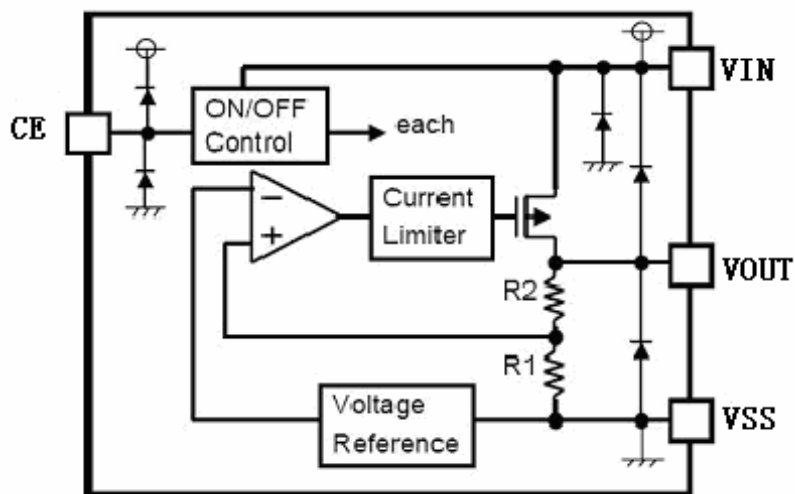 VIN
CE
ON/OFF
Control
each
−
+
Current
Limiter
R2
VOUT
R1
Voltage
Reference
VSS